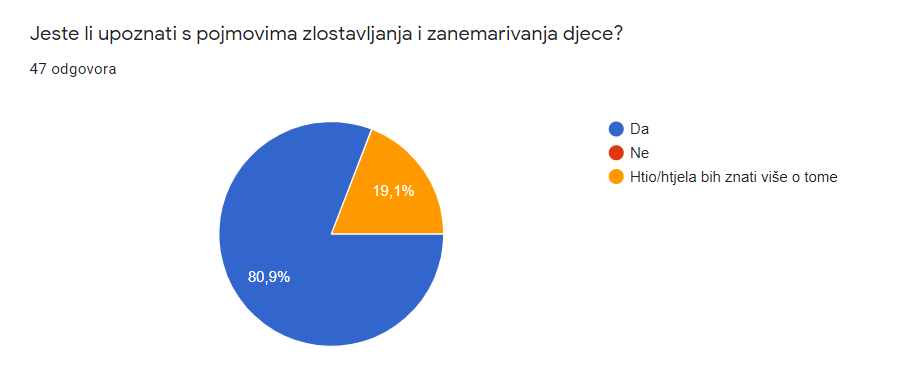 Jeste li upoznati s pojmovima zlostavljanja i zanemarivanja djece?
47 odgovora
Da
Ne
Htio/htjela bih znati više o tome
19,1%
80,9%